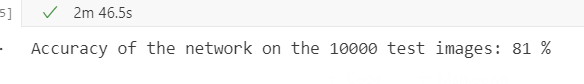 5] 2m 46.5s
Accuracy of the network on the 10000 test images: 81 %